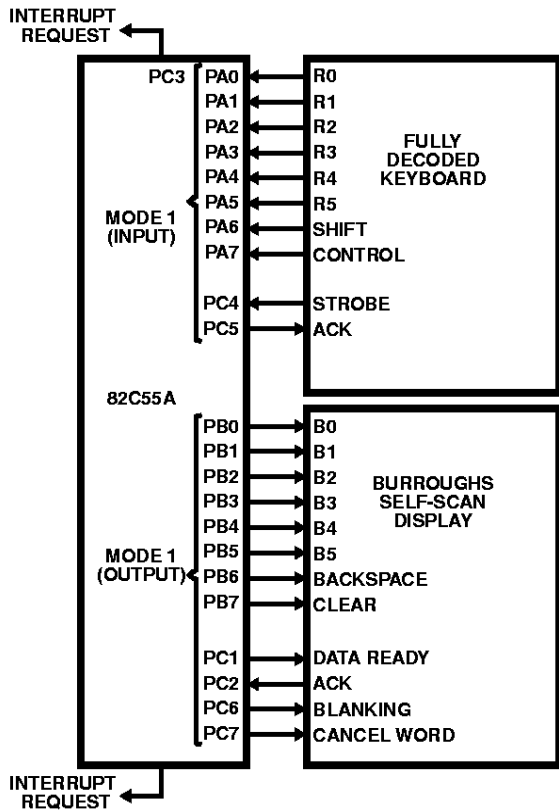 INTERRUPT
REQUEST
PC3 PA0 R0
PA1 R1
PA2 R2
PA3 R3
PA4 R4
PA5 R5
PA6 SHIFT
PA7 CONTROL
PC4 STROBE
PC5 ACK
MODE 1
(INPUT)
FULLY
DECODED
KEYBOARD
82C55A
PB0 B0
PB1 B1
PB2 B2
PB3 B3
PB4 B4
PB5 B5
PB6 BACKSPACE
PB7 CLEAR
PC1 DATA READY
PC2 ACK
PC6 BLANKING
PC7 CANCEL WORD
MODE 1
(OUTPUT)
BURROUGHS
SELF-SCAN
DISPLAY
INTERRUPT
REQUEST